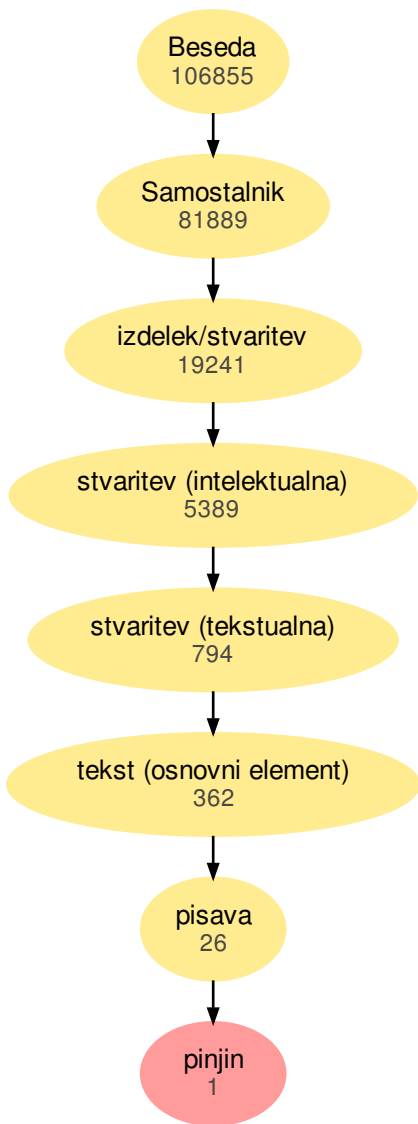 Beseda
106855
Samostalnik
81889
izdelek/stvaritev
19241
stvaritev (intelektualna)
5389
stvaritev (tekstualna)
794
tekst (osnovni element)
362
pisava
26
pinjin
1